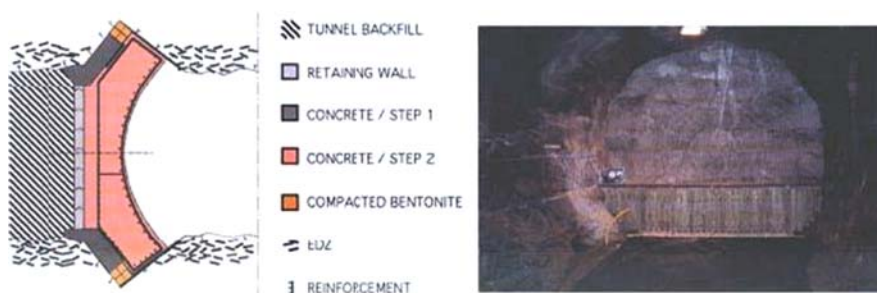 TUNNEL BACKFILL
RETAINING WALL
CONCRETE / STEP 1
CONCRETE / STEP 2
COMPACTED BENTONITE
EDZ
REINFORCEMENT